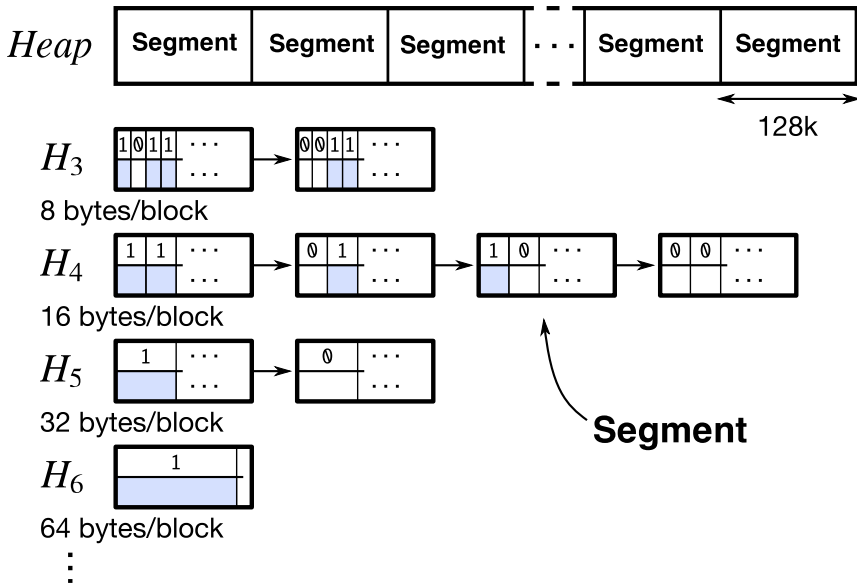 Heap Segment Segment Segment ··· Segment Segment
128k
H3 1 0 1 1 ··· ··· 0 0 1 1 ··· ···
8 bytes/block
H4 1 1 ··· ··· 0 1 ··· ··· 1 0 ··· ··· 0 0 ··· ···
16 bytes/block
H5 1 ··· ··· 0 ··· ···
32 bytes/block
Segment
H6 1
64 bytes/block
⋮